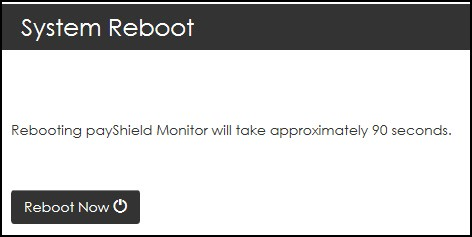 System Reboot
Rebooting payShield Monitor will take approximately 90 seconds.
Reboot Now